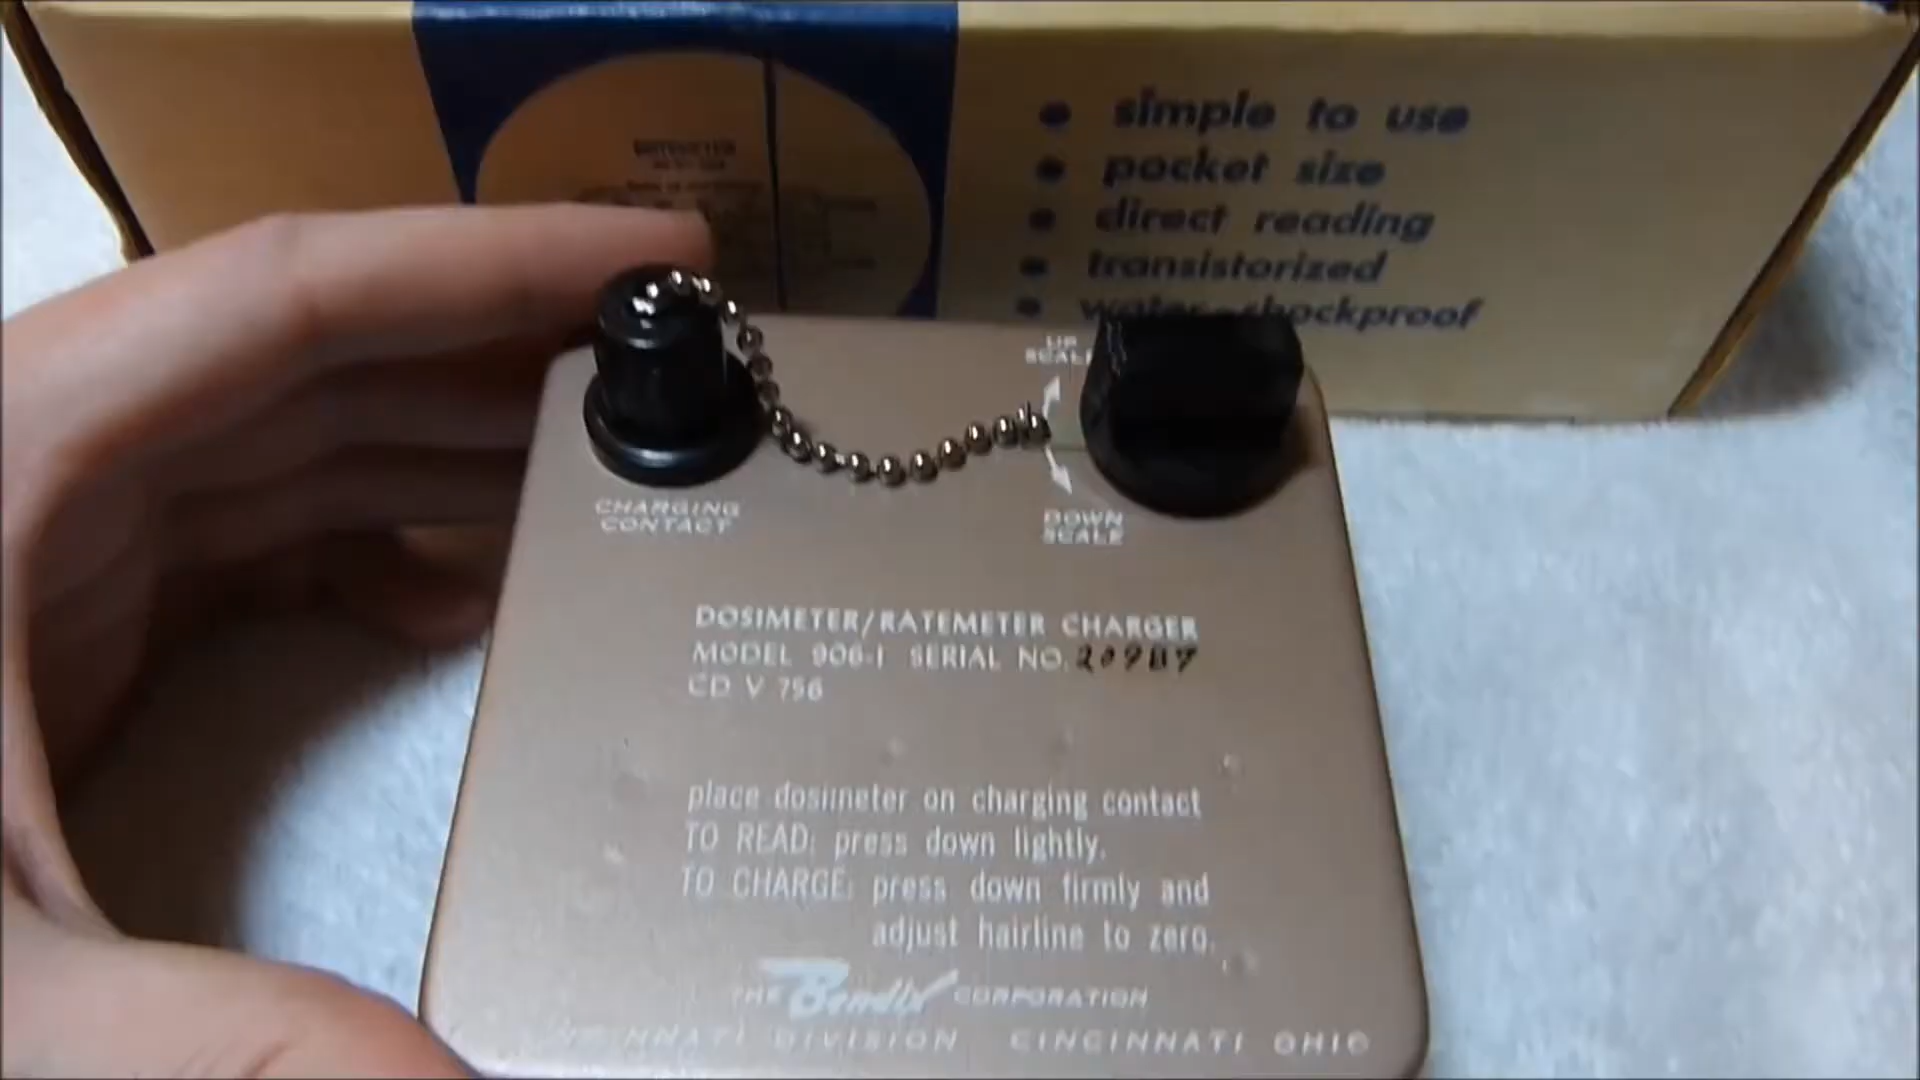 simple to use
pocket size
direct reading
transistorized
water-shockproof
UP
SCALE
CHARGING
CONTACT
DOWN
SCALE
DOSIMETER/RATEMETER CHARGER
MODEL 906-1 SERIAL NO.
CD V 756
place dosimeter on charging contact
TO READ: press down lightly.
TO CHARGE: press down firmly and
adjust hairline to zero.
THE Bendix CORPORATION
CINCINNATI DIVISION CINCINNATI OHIO